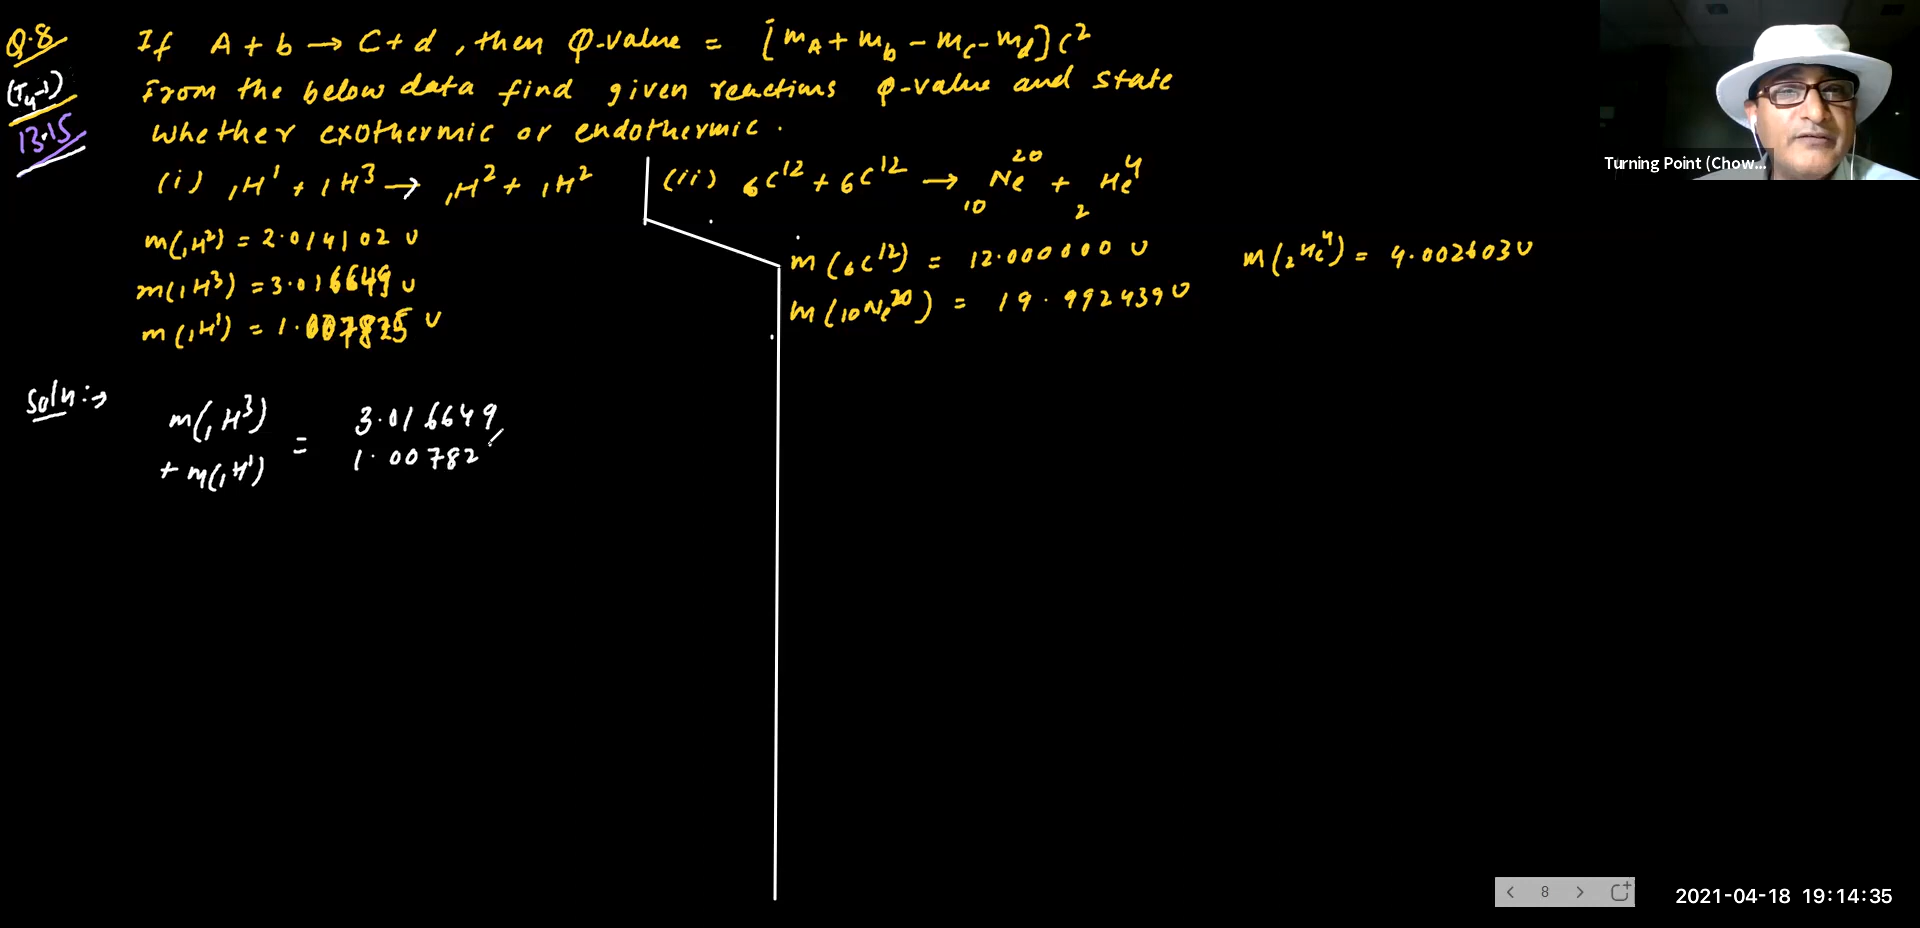 Q.8 If A + b → C + d , then Q-value = [mA + mb - mc - md] c²
(T4-1) From the below data find given reactions Q-value and state
13.15 whether exothermic or endothermic .
(i) ₁H¹ + ₁H³ → ₁H² + ₁H² (ii) ₆C¹² + ₆C¹² → ₁₀Ne²⁰ + ₂He⁴
m(₁H²) = 2.014102 U
m(₁H³) = 3.016649 U
m(₁H¹) = 1.007825 U
m(₆C¹²) = 12.000000 U m(₂He⁴) = 4.002603 U
m(₁₀Ne²⁰) = 19.992439 U
Soln:→ m(₁H³) = 3.016649
+ m(₁H¹) 1.00782
Turning Point (Chow...
8
2021-04-18 19:14:35